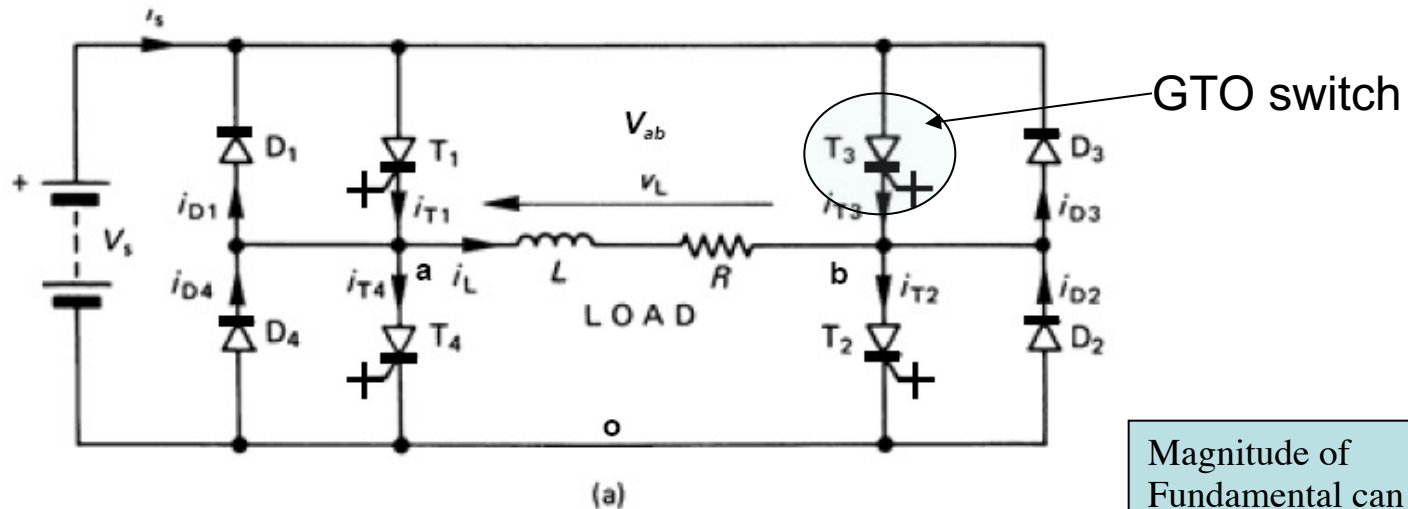 i_s
GTO switch
V_ab
D_1 T_1 T_3 D_3
v_L
+ i_D1 i_T1 i_T3 i_D3
V_s
a i_L L R b
i_D4 i_T4 i_T2 i_D2
LOAD
D_4 T_4 T_2 D_2
o
(a)
Magnitude of
Fundamental can